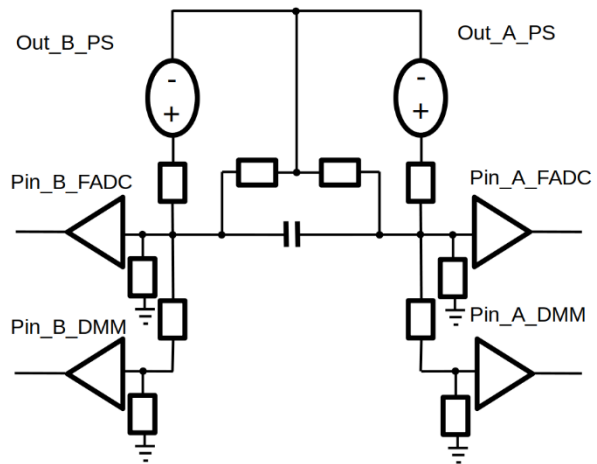 Out_B_PS
Out_A_PS
-
+
-
+
Pin_B_FADC
Pin_A_FADC
Pin_B_DMM
Pin_A_DMM